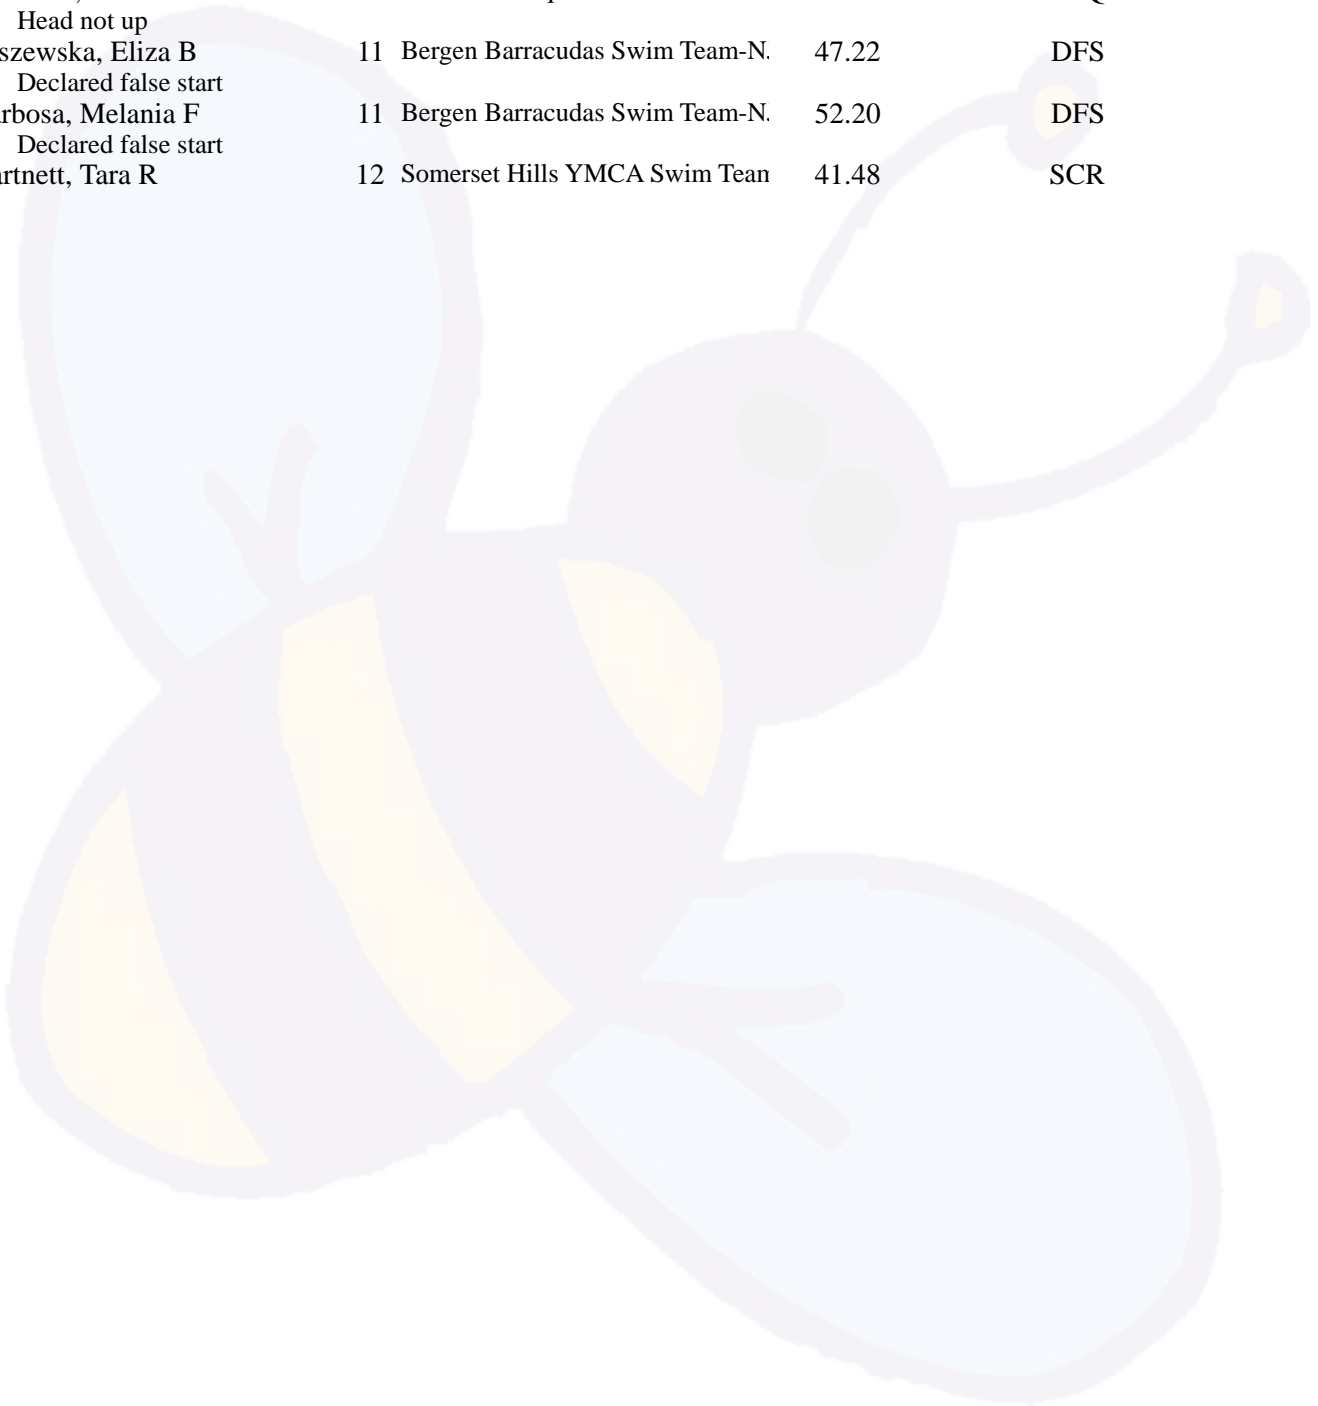 Head not up
szewska, Eliza B 11 Bergen Barracudas Swim Team-N. 47.22 DFS
Declared false start
rbosa, Melania F 11 Bergen Barracudas Swim Team-N. 52.20 DFS
Declared false start
artnett, Tara R 12 Somerset Hills YMCA Swim Tean 41.48 SCR